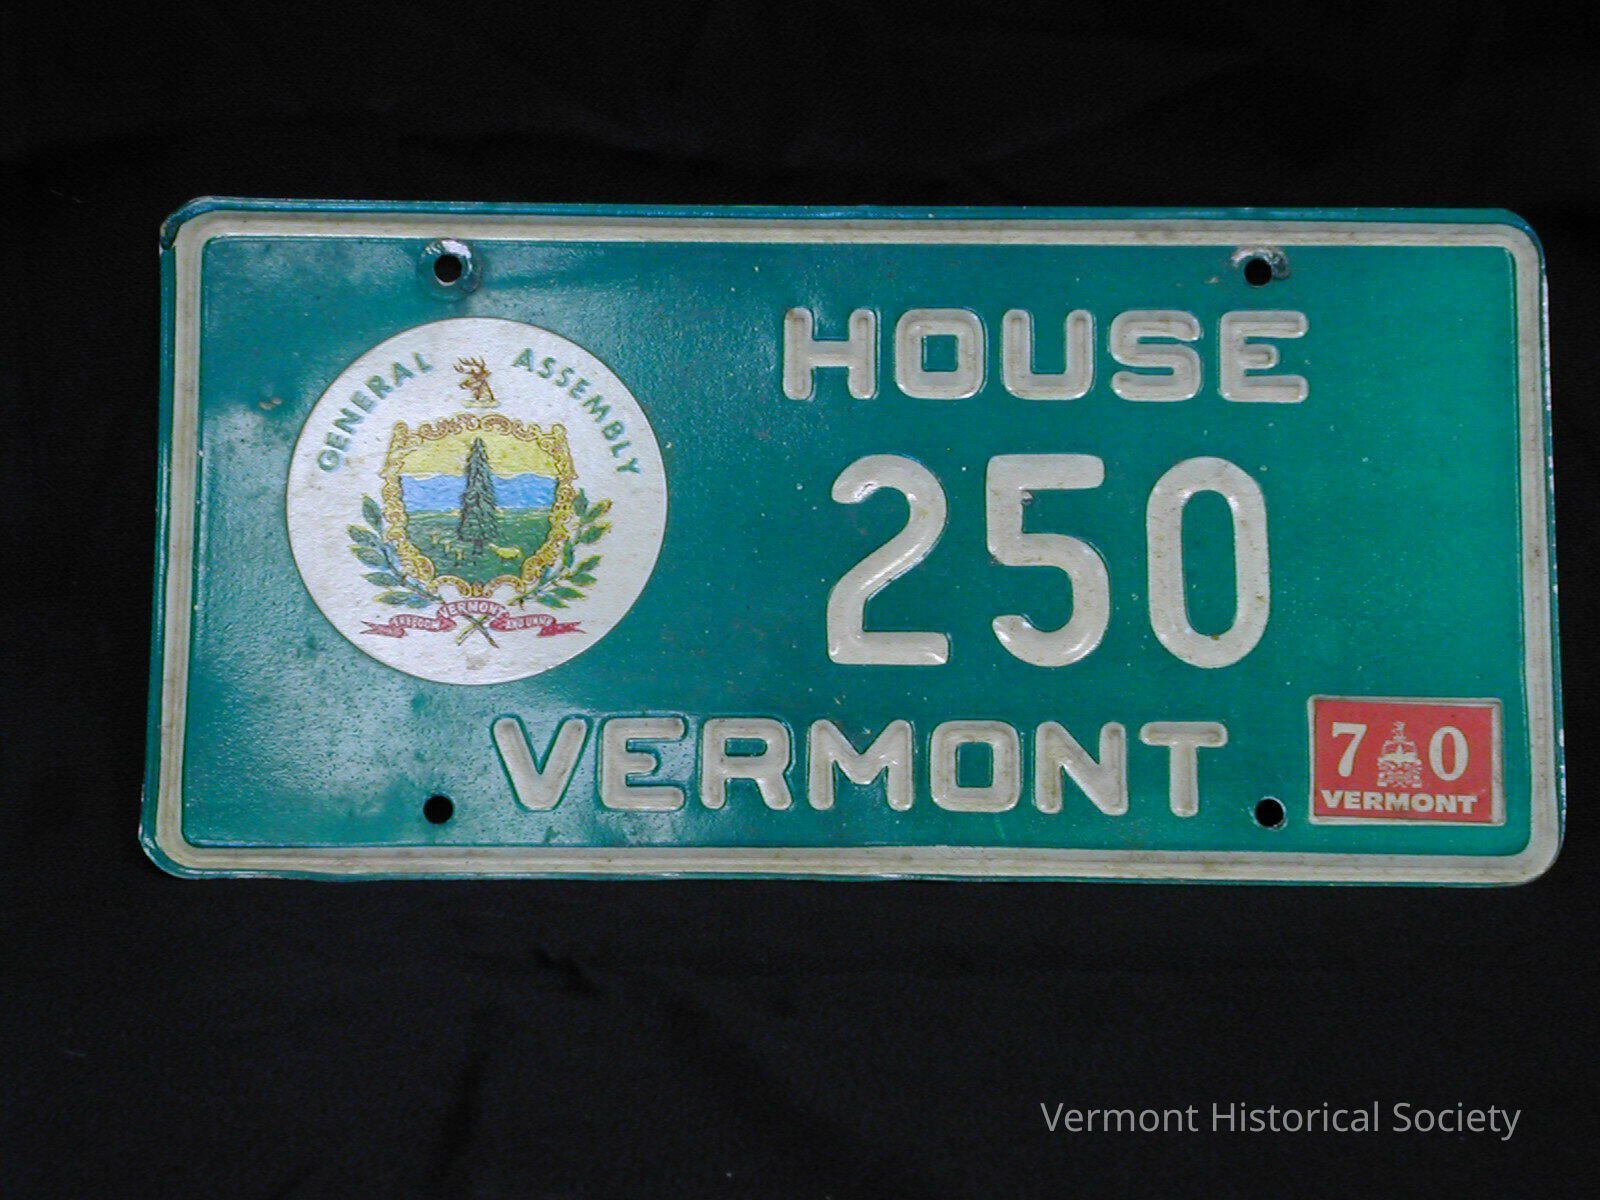 GENERAL ASSEMBLY
HOUSE
250
FREEDOM VERMONT AND UNITY
VERMONT
7 0
VERMONT
Vermont Historical Society